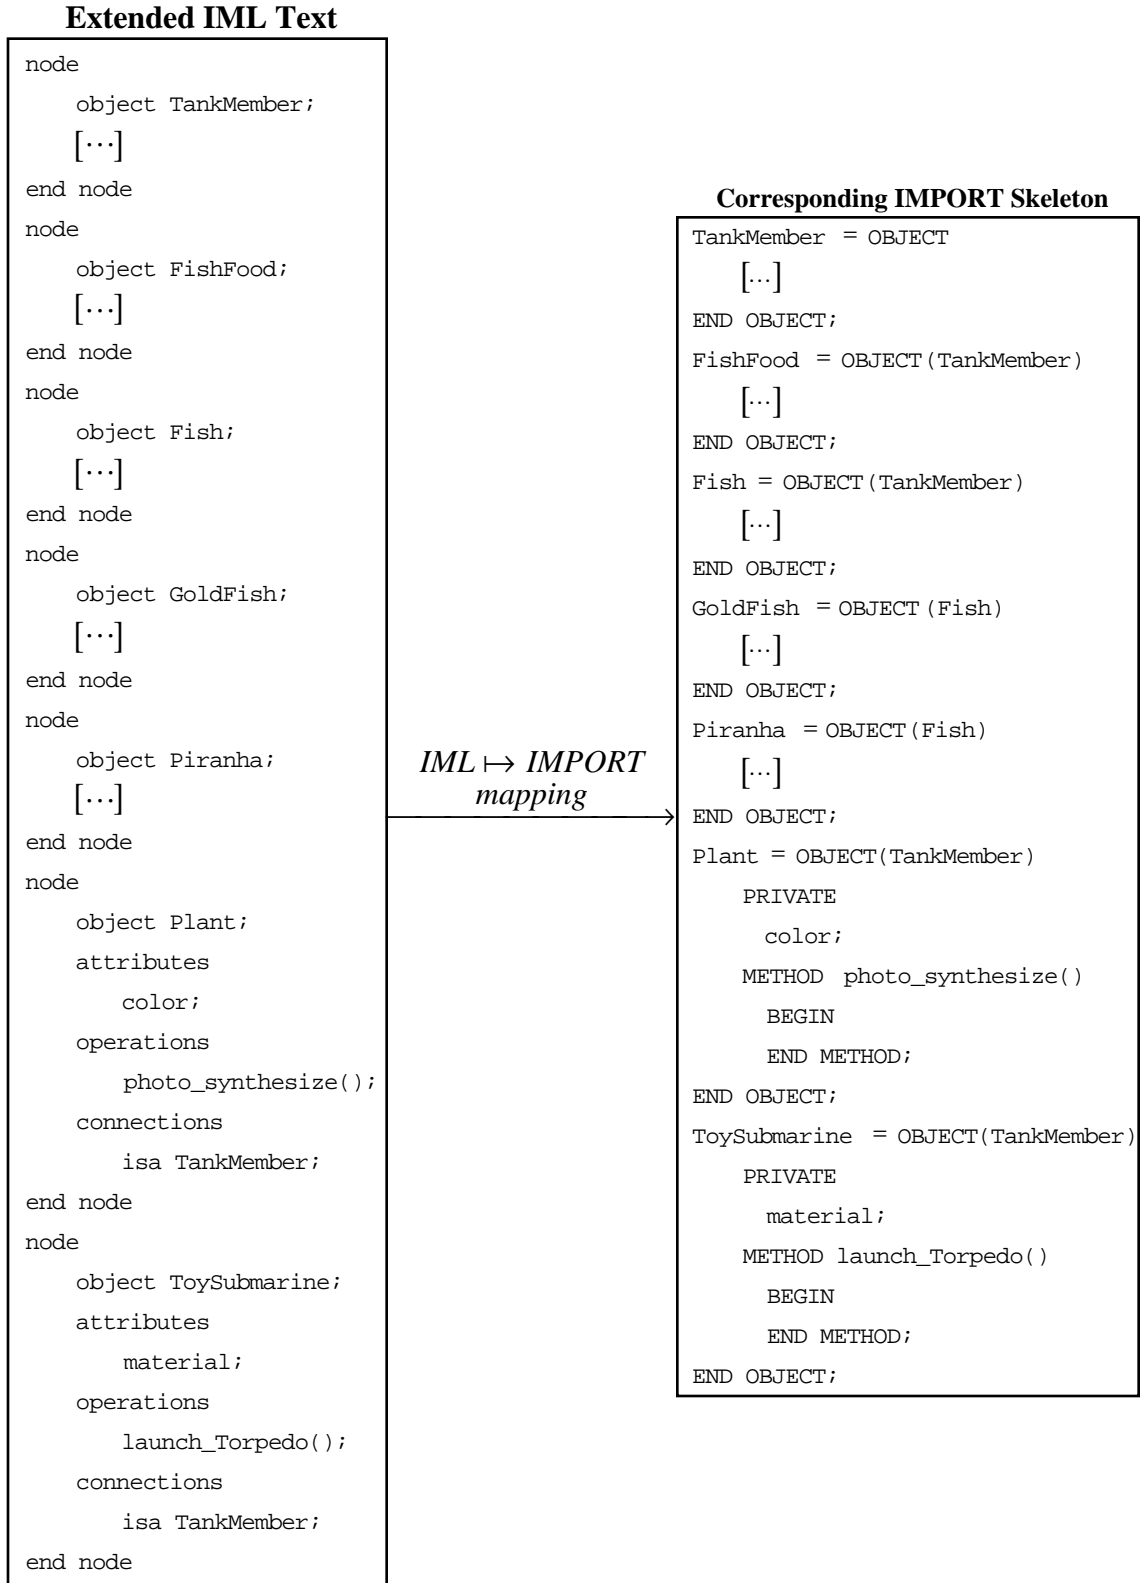 Extended IML Text
node
object TankMember;
[⋯]
end node
node
object FishFood;
[⋯]
end node
node
object Fish;
[⋯]
end node
node
object GoldFish;
[⋯]
end node
node
object Piranha;
[⋯]
end node
node
object Plant;
attributes
color;
operations
photo_synthesize();
connections
isa TankMember;
end node
node
object ToySubmarine;
attributes
material;
operations
launch_Torpedo();
connections
isa TankMember;
end node
IML ↦ IMPORT
mapping
Corresponding IMPORT Skeleton
TankMember = OBJECT
[…]
END OBJECT;
FishFood = OBJECT(TankMember)
[…]
END OBJECT;
Fish = OBJECT(TankMember)
[…]
END OBJECT;
GoldFish = OBJECT(Fish)
[…]
END OBJECT;
Piranha = OBJECT(Fish)
[…]
END OBJECT;
Plant = OBJECT(TankMember)
PRIVATE
color;
METHOD photo_synthesize()
BEGIN
END METHOD;
END OBJECT;
ToySubmarine = OBJECT(TankMember)
PRIVATE
material;
METHOD launch_Torpedo()
BEGIN
END METHOD;
END OBJECT;